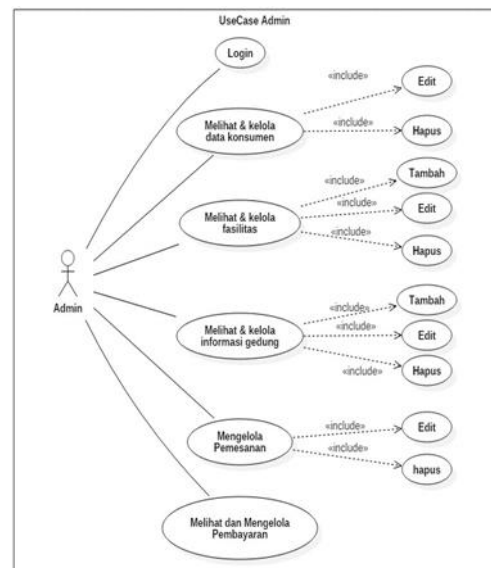 UseCase Admin
Login
«include»
Edit
Melihat & kelola
data konsumen
«include»
Hapus
«include»
Tambah
Melihat & kelola
fasilitas
«include»
Edit
«include»
Hapus
Admin
«include»
Tambah
Melihat & kelola
informasi gedung
«include»
Edit
«include»
Hapus
«include»
Edit
Mengelola
Pemesanan
«include»
hapus
Melihat dan Mengelola
Pembayaran